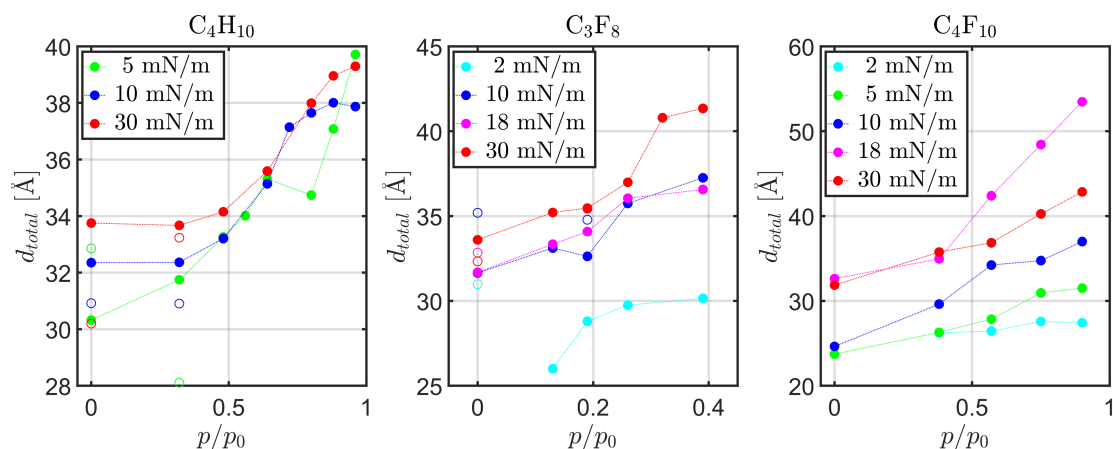 C₄H₁₀
40
38
36
34
32
30
28
d_total [Å]
5 mN/m
10 mN/m
30 mN/m
0
0.5
1
p/p₀
C₃F₈
45
40
35
30
25
d_total [Å]
2 mN/m
10 mN/m
18 mN/m
30 mN/m
0
0.2
0.4
p/p₀
C₄F₁₀
60
50
40
30
20
d_total [Å]
2 mN/m
5 mN/m
10 mN/m
18 mN/m
30 mN/m
0
0.5
1
p/p₀